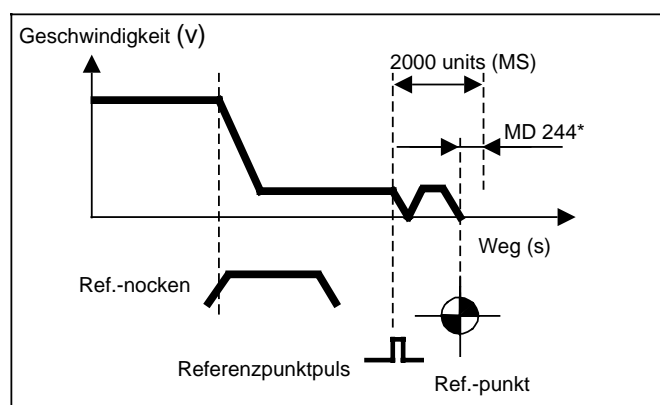 Geschwindigkeit (v)
2000 units (MS)
MD 244*
Weg (s)
Ref.-nocken
Referenzpunktpuls
Ref.-punkt